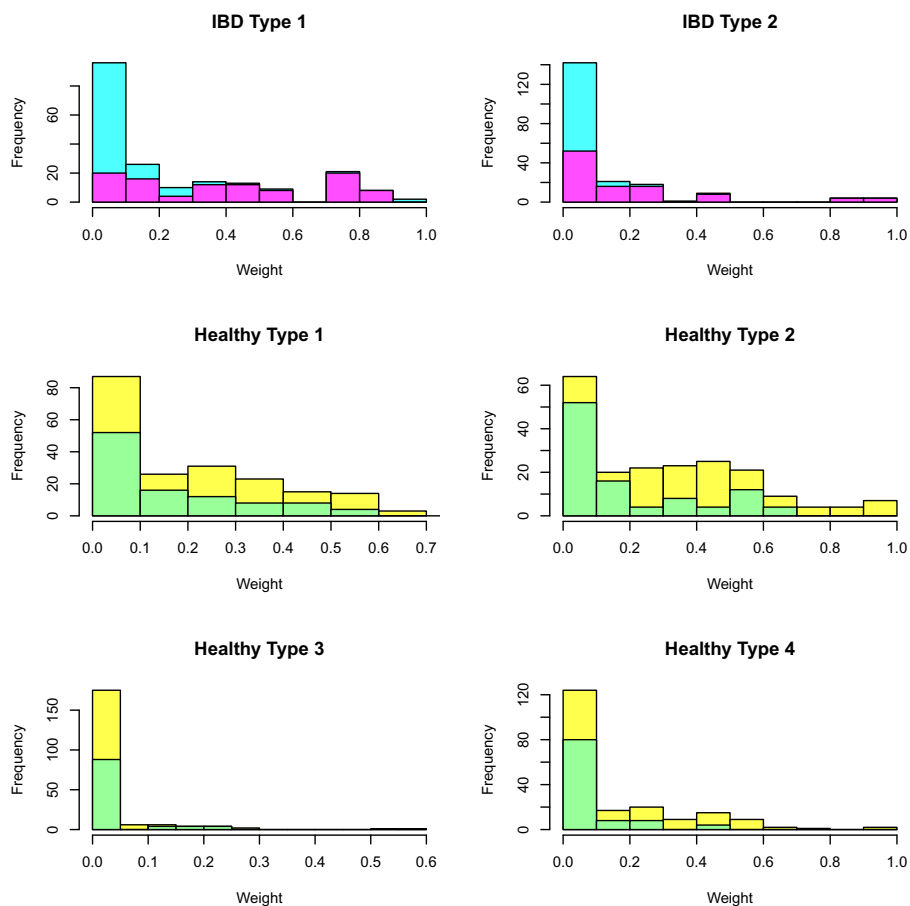 IBD Type 1
Frequency
0 20 60
0.0 0.2 0.4 0.6 0.8 1.0
Weight
IBD Type 2
Frequency
0 40 80 120
0.0 0.2 0.4 0.6 0.8 1.0
Weight
Healthy Type 1
Frequency
0 20 40 60 80
0.0 0.1 0.2 0.3 0.4 0.5 0.6 0.7
Weight
Healthy Type 2
Frequency
0 20 40 60
0.0 0.2 0.4 0.6 0.8 1.0
Weight
Healthy Type 3
Frequency
0 50 100 150
0.0 0.1 0.2 0.3 0.4 0.5 0.6
Weight
Healthy Type 4
Frequency
0 40 80 120
0.0 0.2 0.4 0.6 0.8 1.0
Weight